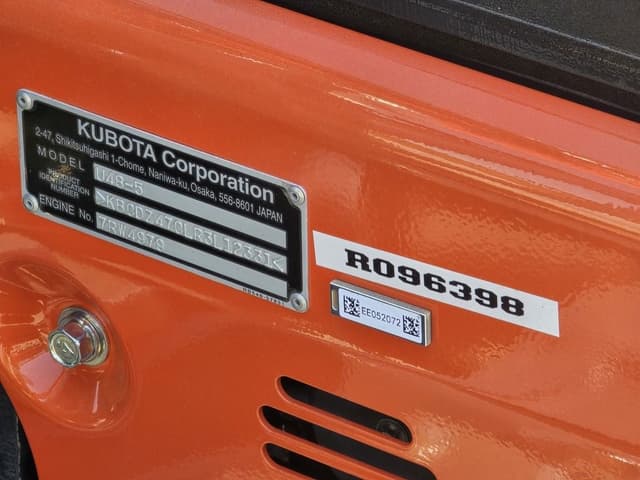 KUBOTA Corporation
2-47, Shikitsuhigashi 1-Chome, Naniwa-ku, Osaka, 556-8601 JAPAN
MODEL U48-5
PRODUCT IDENTIFICATION NUMBER >KBCDZ470LR3L12331<
ENGINE No. 7RW4979
R096398
EE052072